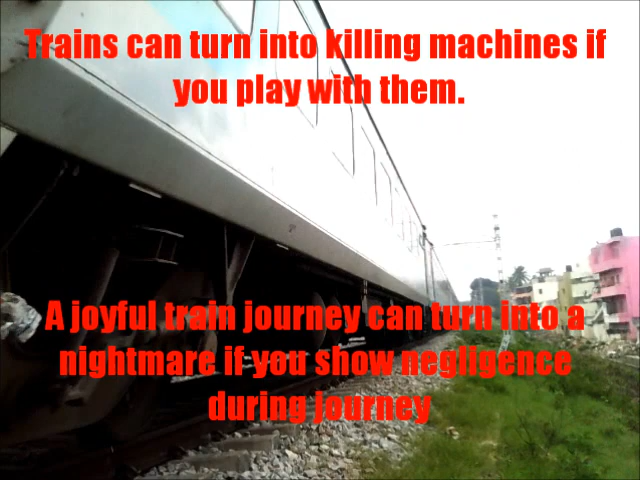 Trains can turn into killing machines if
you play with them.
A joyful train journey can turn into a
nightmare if you show negligence
during journey